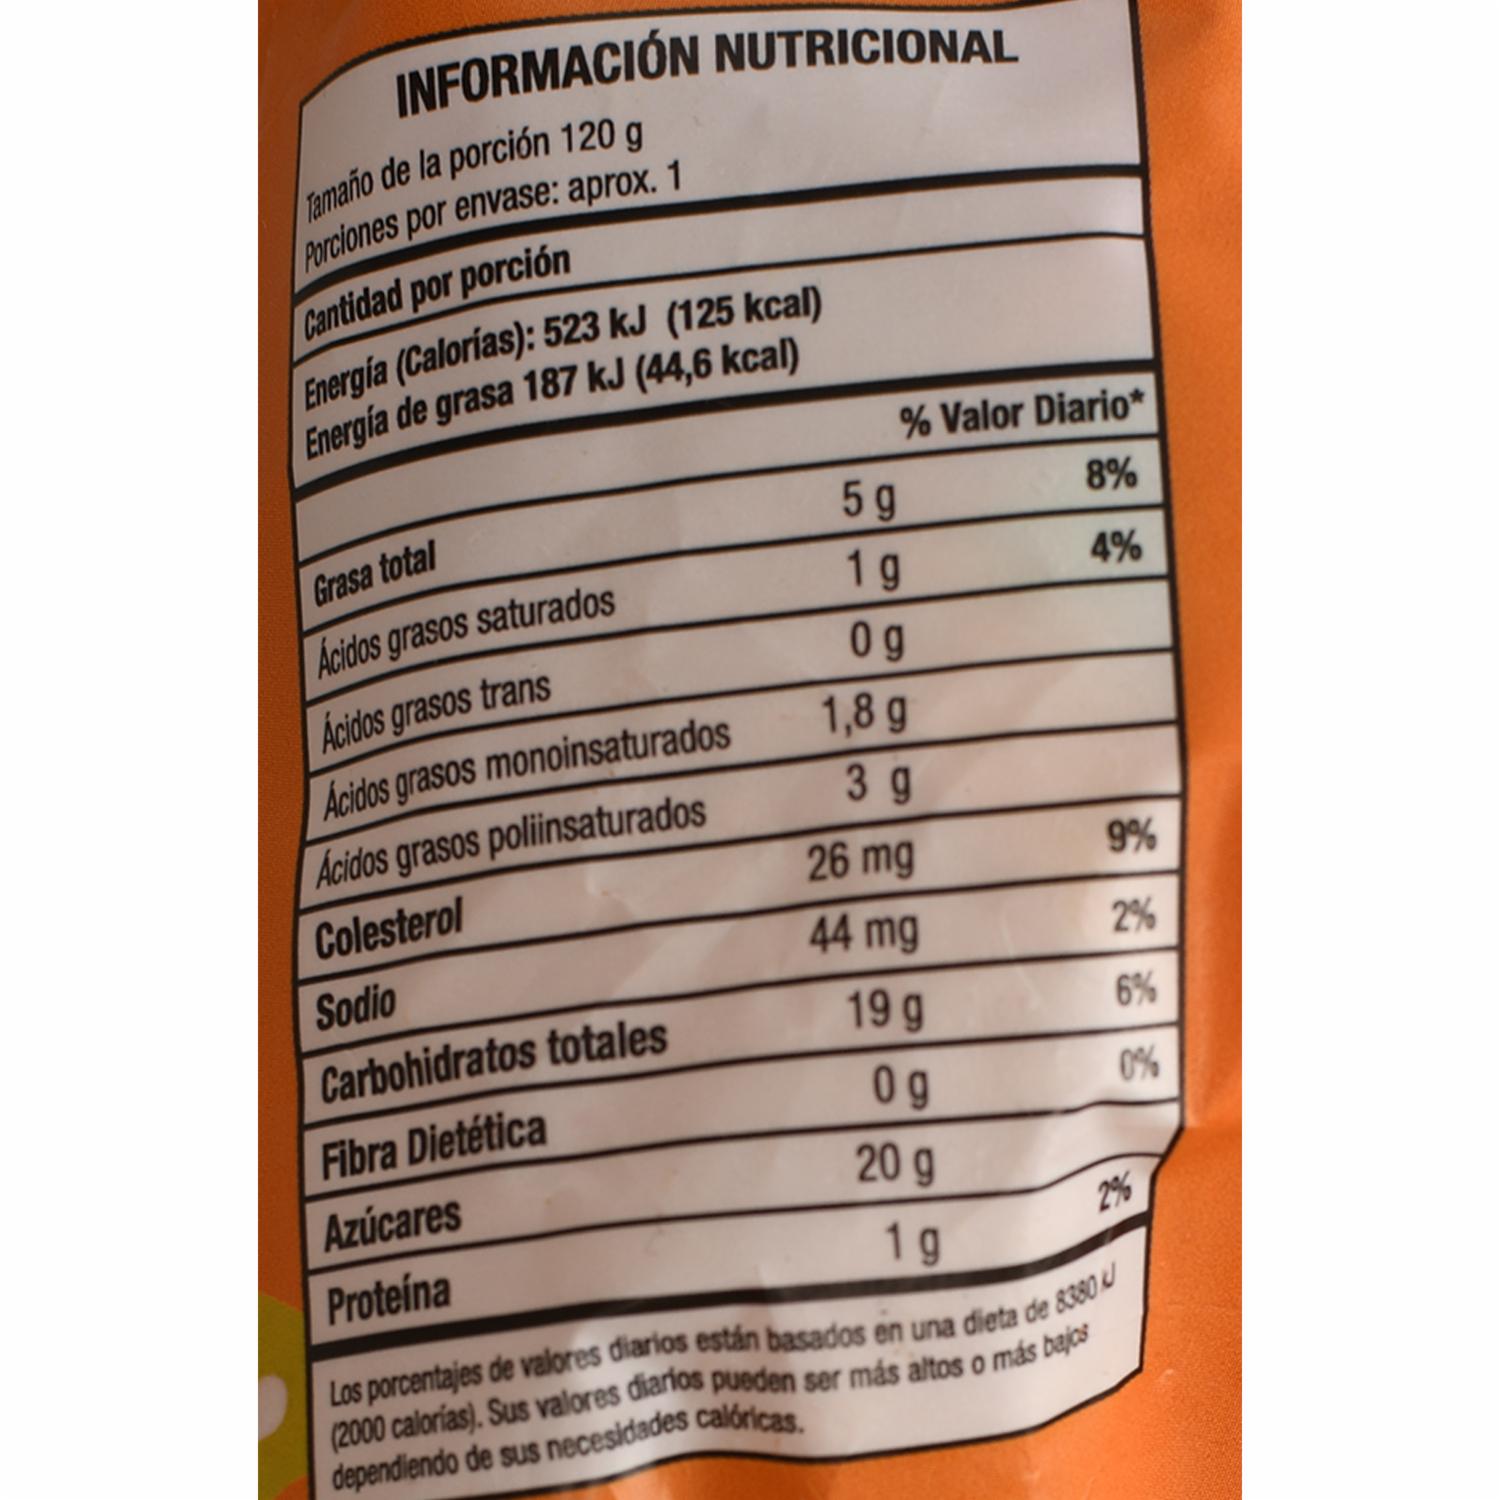 INFORMACIÓN NUTRICIONAL
Tamaño de la porción 120 g
Porciones por envase: aprox. 1
Cantidad por porción
Energía (Calorías): 523 kJ (125 kcal)
Energía de grasa 187 kJ (44,6 kcal)
% Valor Diario*
Grasa total 5 g 8%
Ácidos grasos saturados 1 g 4%
Ácidos grasos trans 0 g
Ácidos grasos monoinsaturados 1,8 g
Ácidos grasos poliinsaturados 3 g
Colesterol 26 mg 9%
Sodio 44 mg 2%
Carbohidratos totales 19 g 6%
Fibra Dietética 0 g 0%
Azúcares 20 g
Proteína 1 g 2%
Los porcentajes de valores diarios están basados en una dieta de 8380 kJ
(2000 calorías). Sus valores diarios pueden ser más altos o más bajos
dependiendo de sus necesidades calóricas.